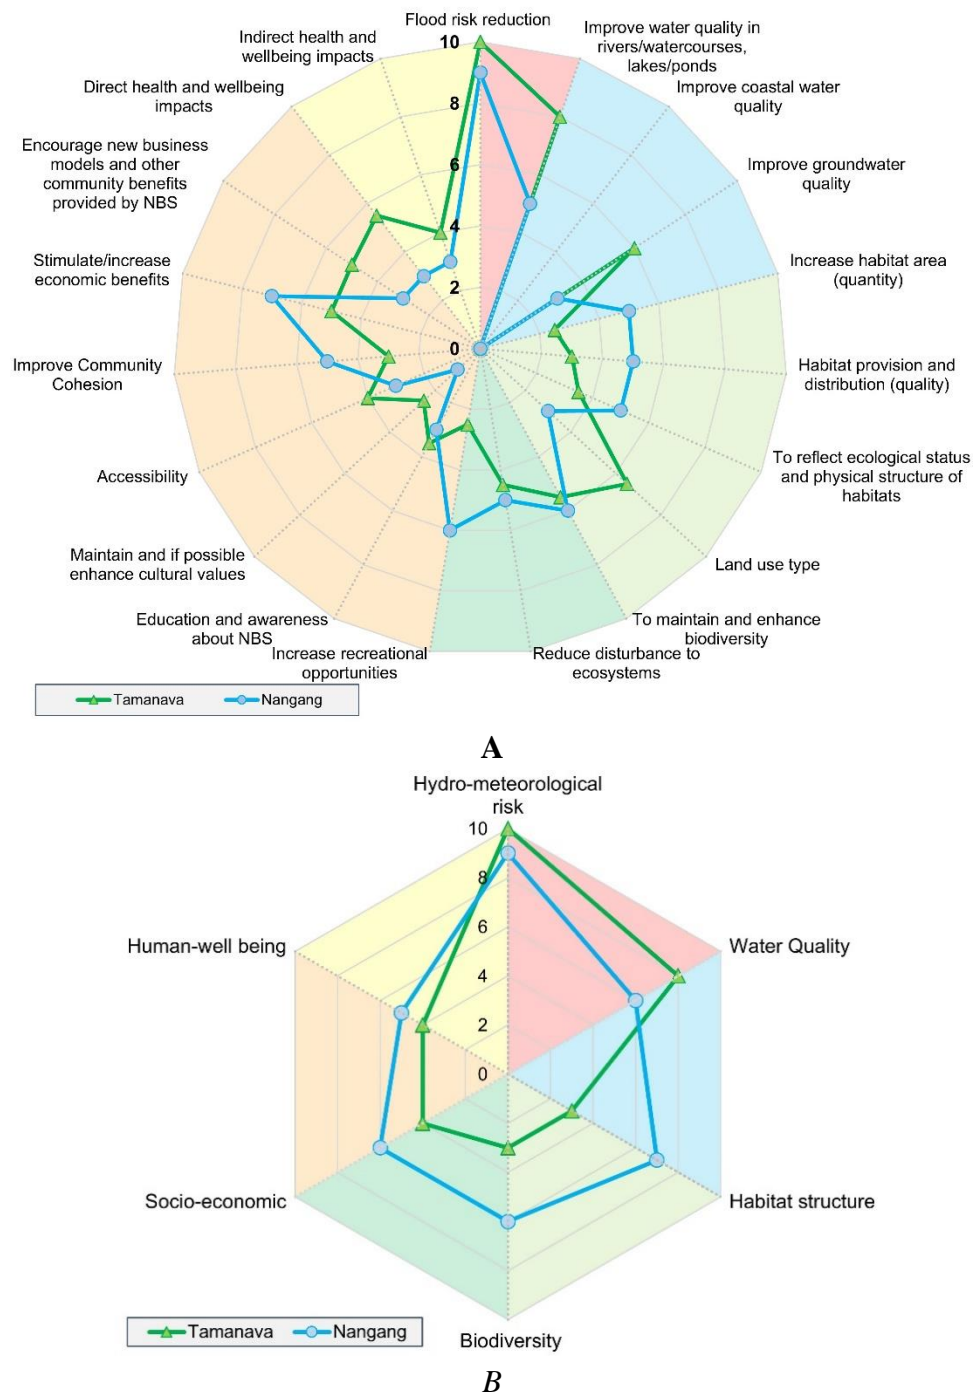 Flood risk reduction
Improve water quality in
rivers/watercourses,
lakes/ponds
Improve coastal water
quality
Improve groundwater
quality
Increase habitat area
(quantity)
Habitat provision and
distribution (quality)
To reflect ecological status
and physical structure of
habitats
Land use type
To maintain and enhance
biodiversity
Reduce disturbance to
ecosystems
Increase recreational
opportunities
Education and awareness
about NBS
Maintain and if possible
enhance cultural values
Accessibility
Improve Community
Cohesion
Stimulate/increase
economic benefits
Encourage new business
models and other
community benefits
provided by NBS
Direct health and wellbeing
impacts
Indirect health and
wellbeing impacts
10
8
6
4
2
0
Tamanava
Nangang
A
Hydro-meteorological
risk
10
8
6
4
2
0
Water Quality
Habitat structure
Biodiversity
Socio-economic
Human-well being
Tamanava
Nangang
B